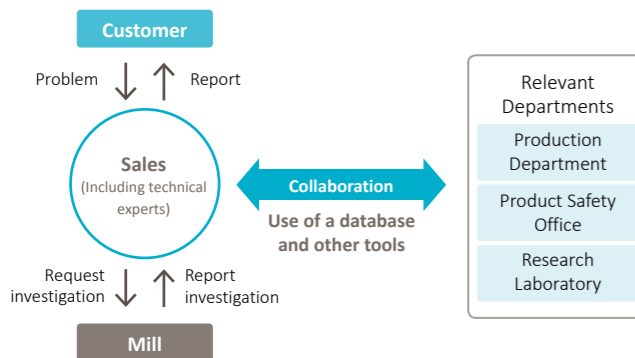 Customer
Problem
Report
Sales
(Including technical
experts)
Collaboration
Use of a database
and other tools
Relevant
Departments
Production
Department
Product Safety
Office
Research
Laboratory
Request
investigation
Report
investigation
Mill